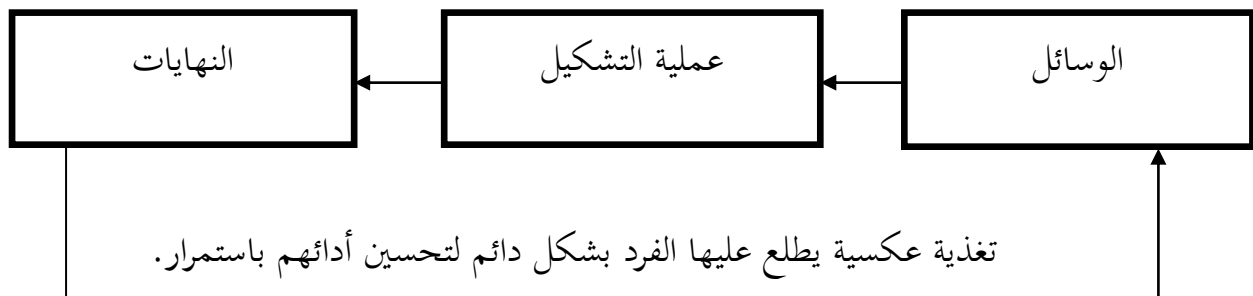 الوسائل
عملية التشكيل
النهايات
تغذية عكسية يطلع عليها الفرد بشكل دائم لتحسين أدائهم باستمرار.